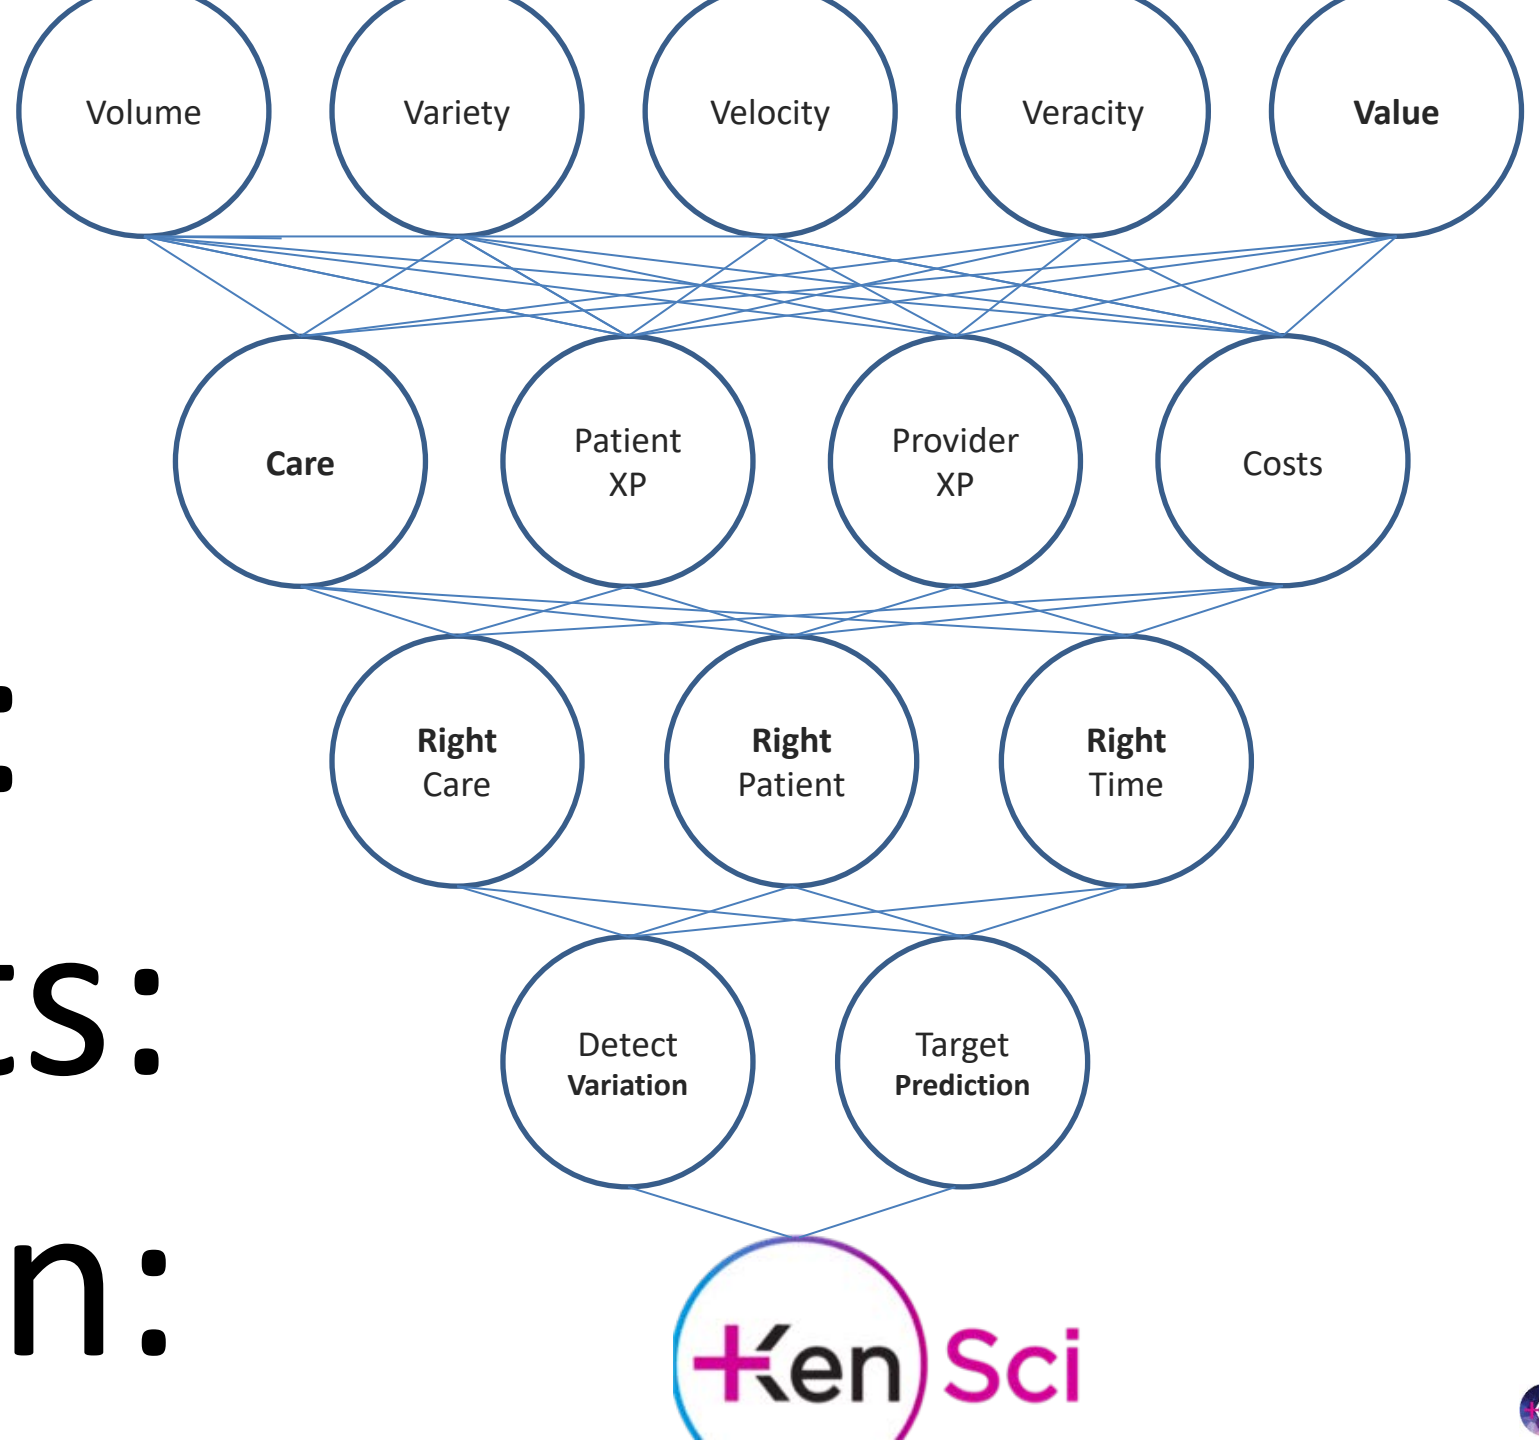 Volume Variety Velocity Veracity Value
Care
Patient
XP
Provider
XP
Costs
:
Right
Care
Right
Patient
Right
Time
ts:
Detect
Variation
Target
Prediction
n:
Ken Sci